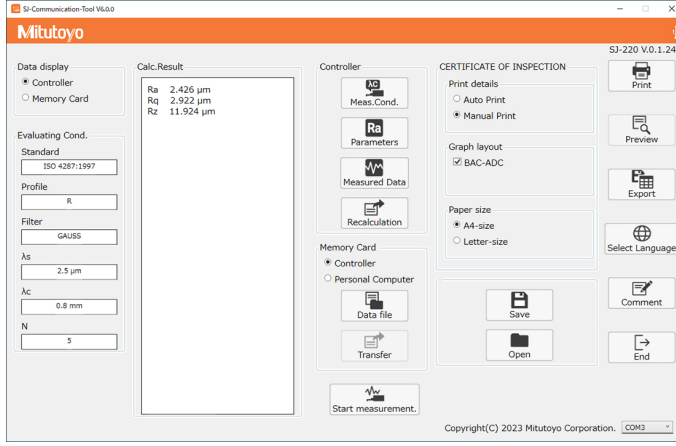 SJ-Communication-Tool V6.0.0
Mitutoyo
SJ-220 V.0.1.24
Data display
Controller
Memory Card
Evaluating Cond.
Standard
ISO 4287:1997
Profile
R
Filter
GAUSS
λs
2.5 μm
λc
0.8 mm
N
5
Calc.Result
Ra 2.426 μm
Rq 2.922 μm
Rz 11.924 μm
Controller
λC
Meas.Cond.
Ra
Parameters
Measured Data
Recalculation
Memory Card
Controller
Personal Computer
Data file
Transfer
Start measurement.
CERTIFICATE OF INSPECTION
Print details
Auto Print
Manual Print
Graph layout
BAC-ADC
Paper size
A4-size
Letter-size
Save
Open
Print
Preview
Export
Select Language
Comment
End
Copyright(C) 2023 Mitutoyo Corporation.
COM3